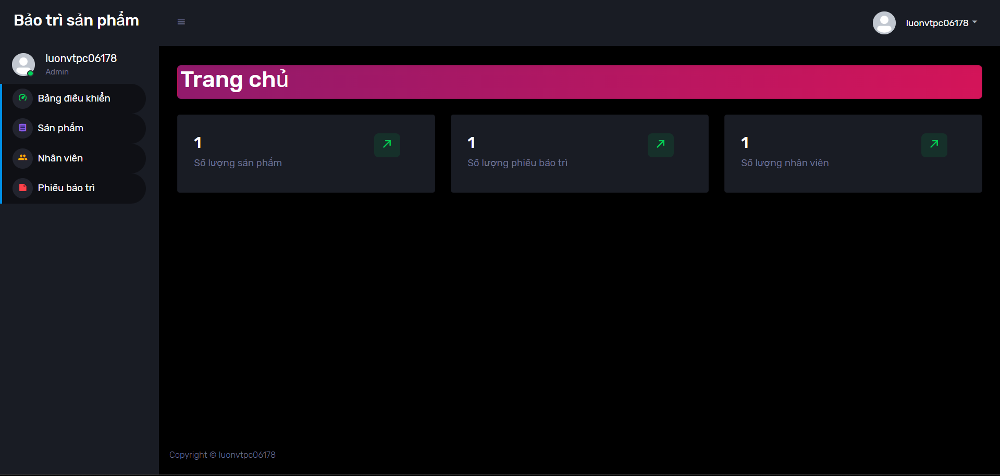 Bảo trì sản phẩm
luonvtpc06178
luonvtpc06178
Admin
Bảng điều khiển
Sản phẩm
Nhân viên
Phiếu bảo trì
Trang chủ
1
Số lượng sản phẩm
1
Số lượng phiếu bảo trì
1
Số lượng nhân viên
Copyright © luonvtpc06178